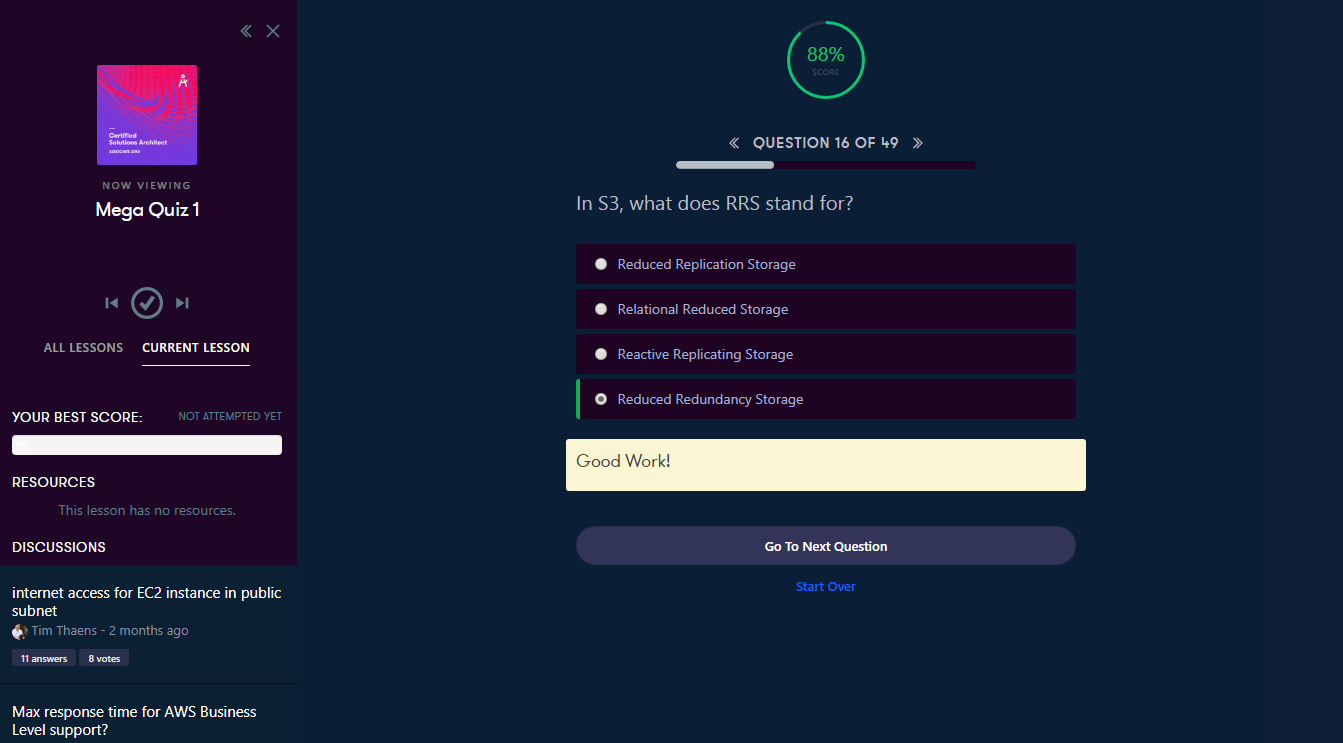 Certified
Solutions Architect
ASSOCIATE 2018
NOW VIEWING
Mega Quiz 1
ALL LESSONS CURRENT LESSON
YOUR BEST SCORE: NOT ATTEMPTED YET
RESOURCES
This lesson has no resources.
DISCUSSIONS
internet access for EC2 instance in public
subnet
Tim Thaens - 2 months ago
11 answers 8 votes
Max response time for AWS Business
Level support?
88%
SCORE
QUESTION 16 OF 49
In S3, what does RRS stand for?
Reduced Replication Storage
Relational Reduced Storage
Reactive Replicating Storage
Reduced Redundancy Storage
Good Work!
Go To Next Question
Start Over